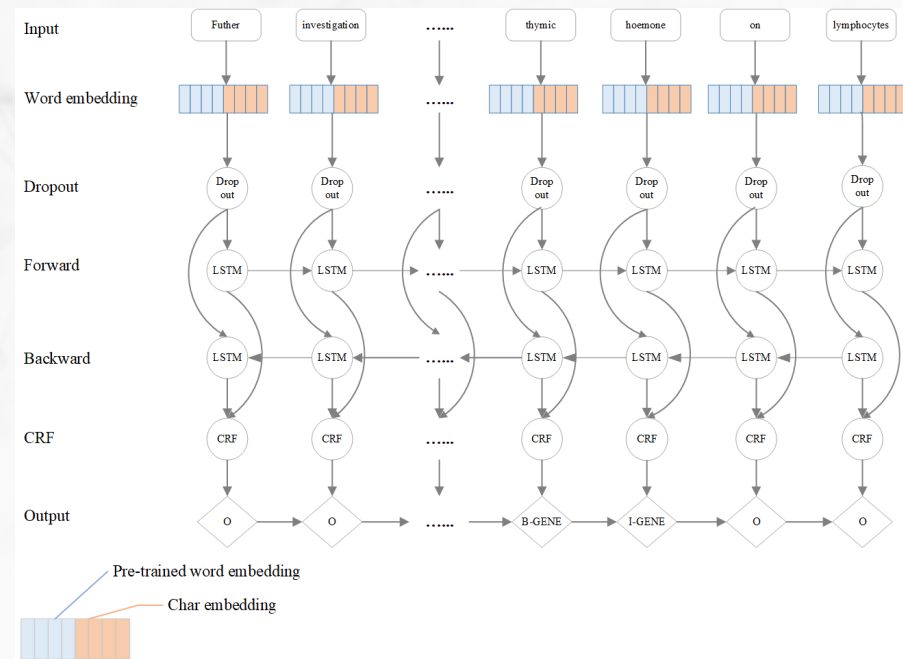 Input Futher investigation ...... thymic hoemone on lymphocytes
Word embedding ......
Dropout Drop out Drop out ...... Drop out Drop out Drop out Drop out
Forward LSTM LSTM ...... LSTM LSTM LSTM LSTM
Backward LSTM LSTM ...... LSTM LSTM LSTM LSTM
CRF CRF CRF ...... CRF CRF CRF CRF
Output O O ...... B-GENE I-GENE O O
Pre-trained word embedding
Char embedding